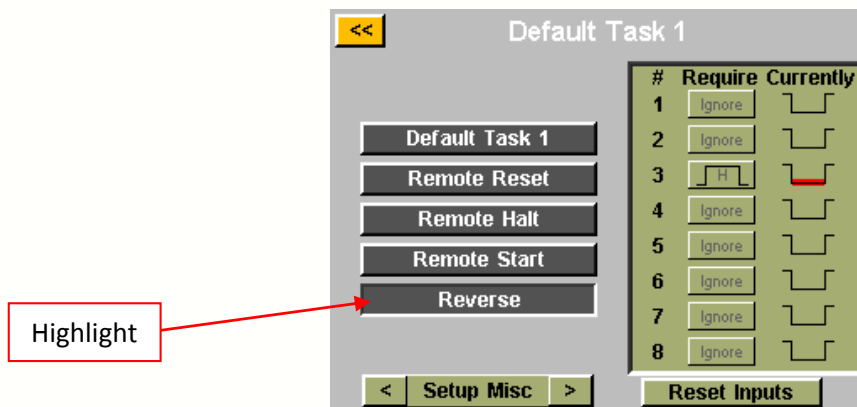 << Default Task 1
# Require Currently
1 Ignore
Default Task 1
2 Ignore
Remote Reset
3 H
Remote Halt
4 Ignore
Remote Start
5 Ignore
Reverse
6 Ignore
Highlight
7 Ignore
8 Ignore
< Setup Misc >
Reset Inputs